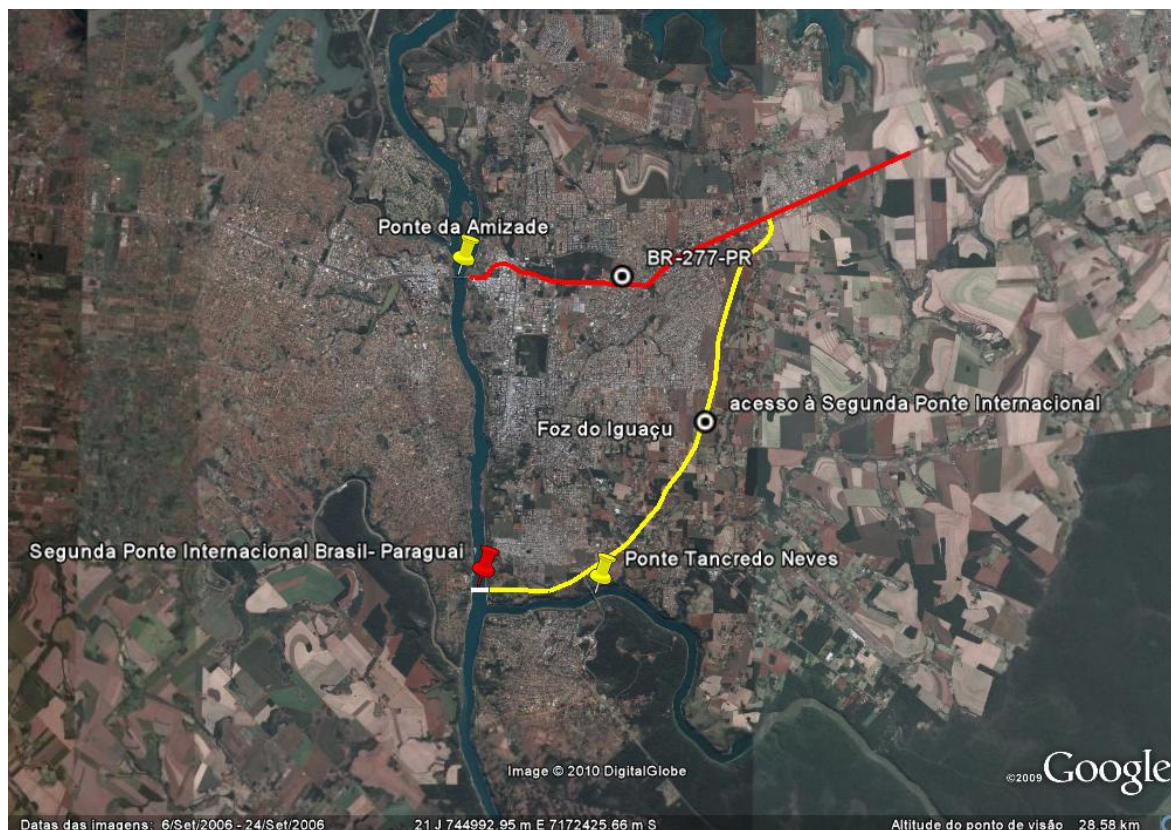 Ponte da Amizade
BR-277-PR
acesso à Segunda Ponte Internacional
Foz do Iguaçu
Segunda Ponte Internacional Brasil- Paraguai
Ponte Tancredo Neves
Image © 2010 DigitalGlobe
©2009 Google
Datas das imagens: 6/Set/2006 - 24/Set/2006 21 J 744992.95 m E 7172425.66 m S Altitude do ponto de visão 28.58 km